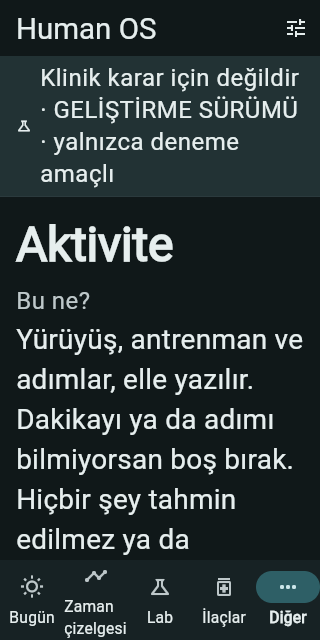 Human OS
Klinik karar için değildir
· GELİŞTİRME SÜRÜMÜ
· yalnızca deneme
amaçlı
Aktivite
Bu ne?
Yürüyüş, antrenman ve
adımlar, elle yazılır.
Dakikayı ya da adımı
bilmiyorsan boş bırak.
Hiçbir şey tahmin
edilmez ya da
Bugün
Zaman
çizelgesi
Lab
İlaçlar
Diğer